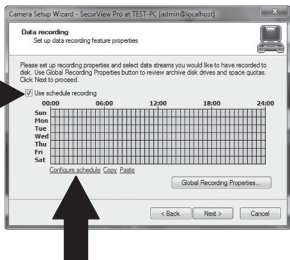 Camera Setup Wizard - SecurView Pro at TEST-PC [admin@localhost]
Data recording
Set up data recording feature properties
Please set up recording properties and select data streams you would like to have recorded to
disk. Use Global Recording Properties button to review archive disk drives and space quotas.
Click Next to proceed.
Use schedule recording
00:00 06:00 12:00 18:00 24:00
Sun
Mon
Tue
Wed
Thu
Fri
Sat
Configure schedule Copy Paste
Global Recording Properties...
< Back Next > Cancel